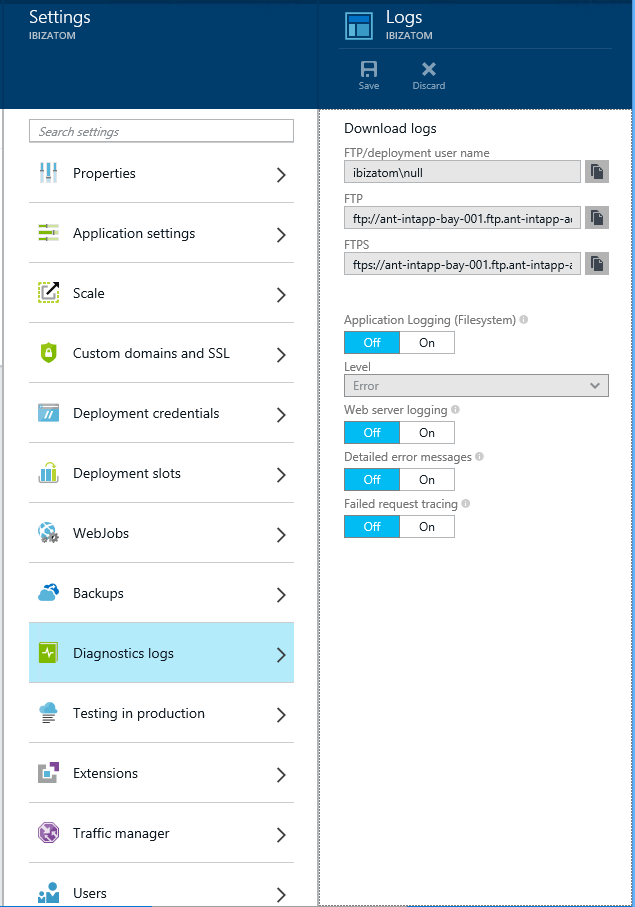 Settings
IBIZATOM
Search settings
Properties
Application settings
Scale
Custom domains and SSL
Deployment credentials
Deployment slots
WebJobs
Backups
Diagnostics logs
Testing in production
Extensions
Traffic manager
Users
Logs
IBIZATOM
Save
Discard
Download logs
FTP/deployment user name
ibizatom\null
FTP
ftp://ant-intapp-bay-001.ftp.ant-intapp-a
FTPS
ftps://ant-intapp-bay-001.ftp.ant-intapp-a
Application Logging (Filesystem)
Off On
Level
Error
Web server logging
Off On
Detailed error messages
Off On
Failed request tracing
Off On